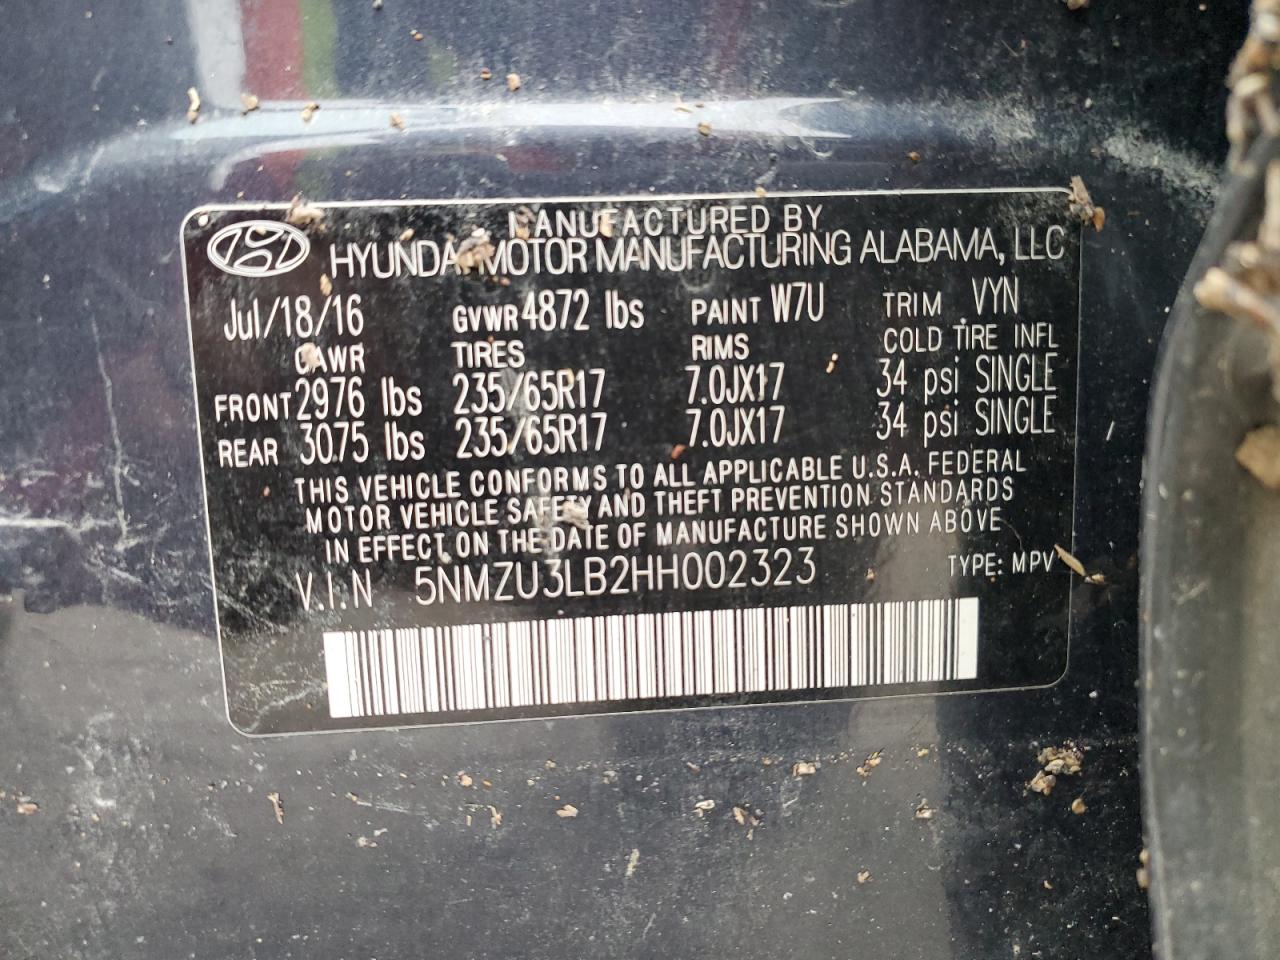 MANUFACTURED BY
HYUNDAI MOTOR MANUFACTURING ALABAMA, LLC
Jul/18/16 GVWR 4872 lbs PAINT W7U TRIM VYN
GAWR TIRES RIMS COLD TIRE INFL
FRONT 2976 lbs 235/65R17 7.0JX17 34 psi SINGLE
REAR 3075 lbs 235/65R17 7.0JX17 34 psi SINGLE
THIS VEHICLE CONFORMS TO ALL APPLICABLE U.S.A. FEDERAL
MOTOR VEHICLE SAFETY AND THEFT PREVENTION STANDARDS
IN EFFECT ON THE DATE OF MANUFACTURE SHOWN ABOVE
V.I.N 5NMZU3LB2HH002323 TYPE: MPV